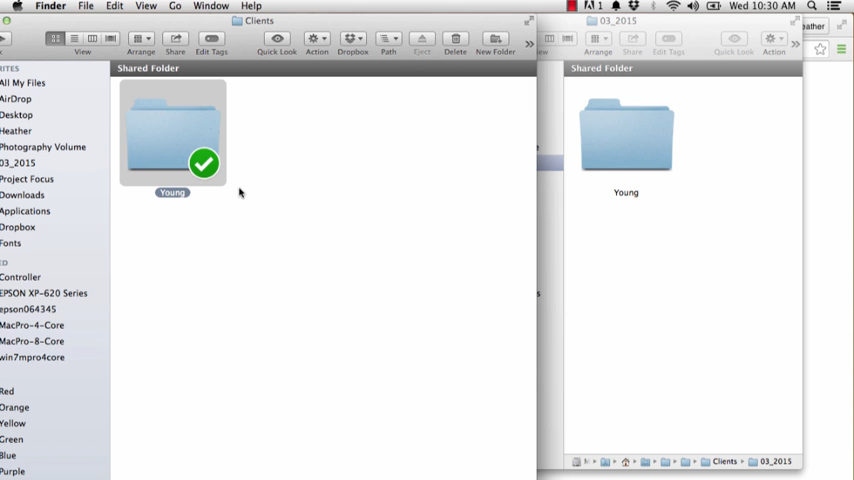 Finder File Edit View Go Window Help 1 Wed 10:30 AM
Clients
View Arrange Share Edit Tags Quick Look Action Dropbox Path Eject Delete New Folder
Shared Folder
RITES
All My Files
AirDrop
Desktop
Heather
Photography Volume
03_2015
Project Focus
Downloads
Applications
Dropbox
Fonts
ED
Controller
EPSON XP-620 Series
epson064345
MacPro-4-Core
MacPro-8-Core
win7mpro4core
Red
Orange
Yellow
Green
Blue
Purple
Young
03_2015
Arrange Share Edit Tags Quick Look Action
Shared Folder
Young
Clients 03_2015
eather